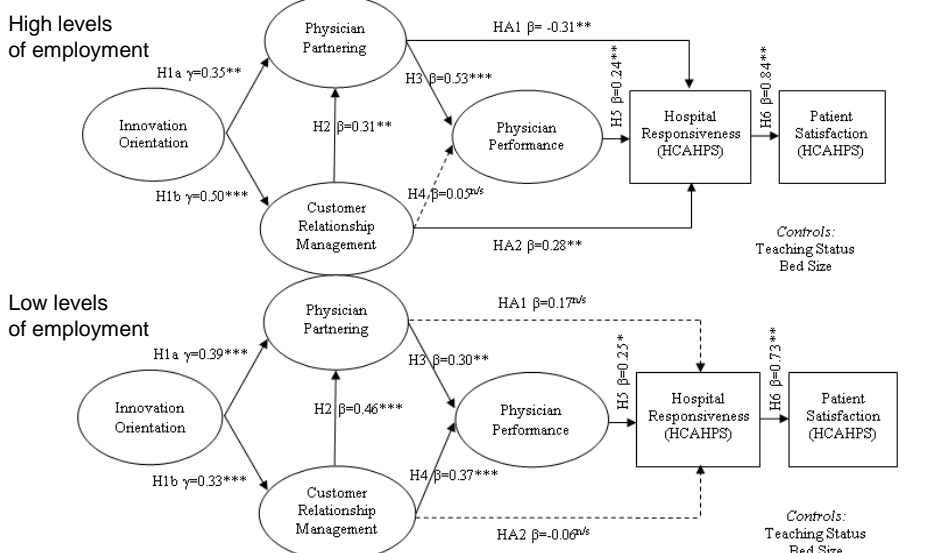 High levels
of employment
Physician
Partnering
HA1 β= -0.31**
H1a γ=0.35**
H3 β=0.53***
H5 β=0.24**
H6 β=0.84**
Innovation
Orientation
H2 β=0.31**
Physician
Performance
Hospital
Responsiveness
(HCAHPS)
Patient
Satisfaction
(HCAHPS)
H1b γ=0.50***
H4 β=0.05n/s
Customer
Relationship
Management
HA2 β=0.28**
Controls:
Teaching Status
Bed Size
Low levels
of employment
Physician
Partnering
HA1 β=0.17n/s
H1a γ=0.39***
H3 β=0.30**
H5 β=0.25*
H6 β=0.73**
Innovation
Orientation
H2 β=0.46***
Physician
Performance
Hospital
Responsiveness
(HCAHPS)
Patient
Satisfaction
(HCAHPS)
H1b γ=0.33***
H4 β=0.37***
Customer
Relationship
Management
HA2 β=-0.06n/s
Controls:
Teaching Status
Bed Size